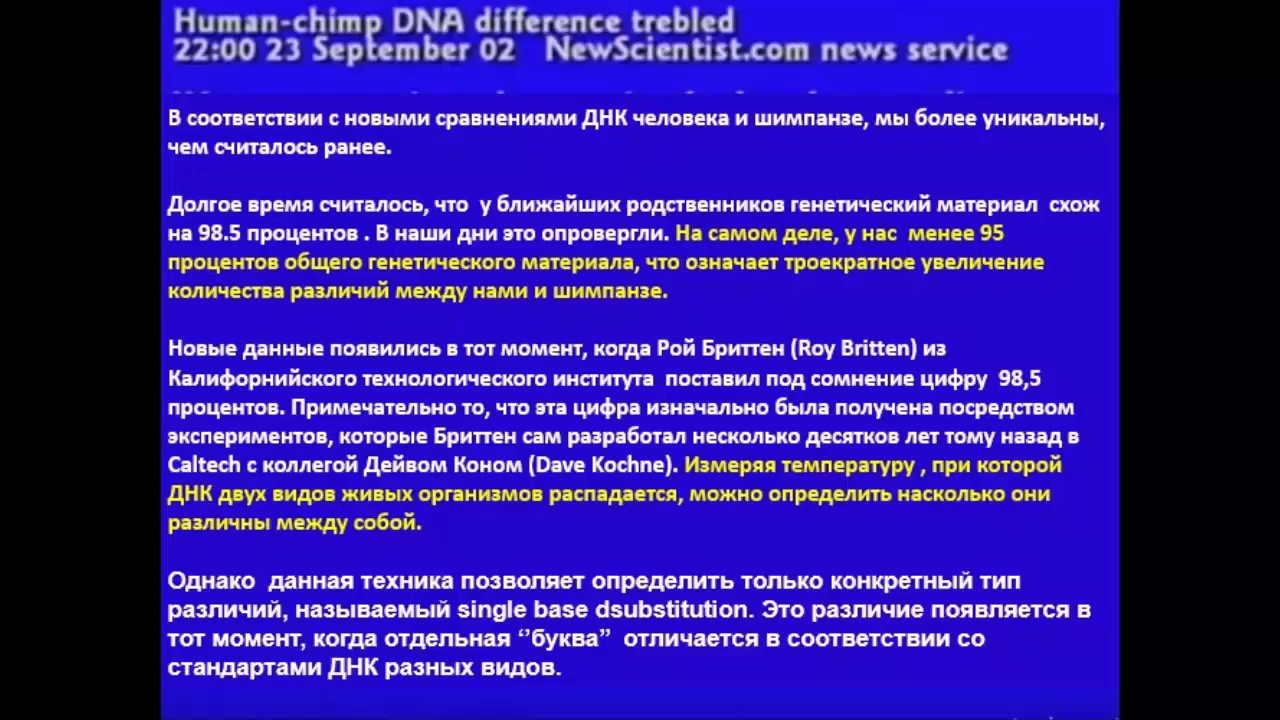 Human-chimp DNA difference trebled
22:00 23 September 02 NewScientist.com news service
В соответствии с новыми сравнениями ДНК человека и шимпанзе, мы более уникальны,
чем считалось ранее.
Долгое время считалось, что у ближайших родственников генетический материал схож
на 98.5 процентов . В наши дни это опровергли. На самом деле, у нас менее 95
процентов общего генетического материала, что означает троекратное увеличение
количества различий между нами и шимпанзе.
Новые данные появились в тот момент, когда Рой Бриттен (Roy Britten) из
Калифорнийского технологического института поставил под сомнение цифру 98,5
процентов. Примечательно то, что эта цифра изначально была получена посредством
экспериментов, которые Бриттен сам разработал несколько десятков лет тому назад в
Caltech с коллегой Дейвом Коном (Dave Kochne). Измеряя температуру , при которой
ДНК двух видов живых организмов распадается, можно определить насколько они
различны между собой.
Однако данная техника позволяет определить только конкретный тип
различий, называемый single base dsubstitution. Это различие появляется в
тот момент, когда отдельная ‘‘буква’’ отличается в соответствии со
стандартами ДНК разных видов.